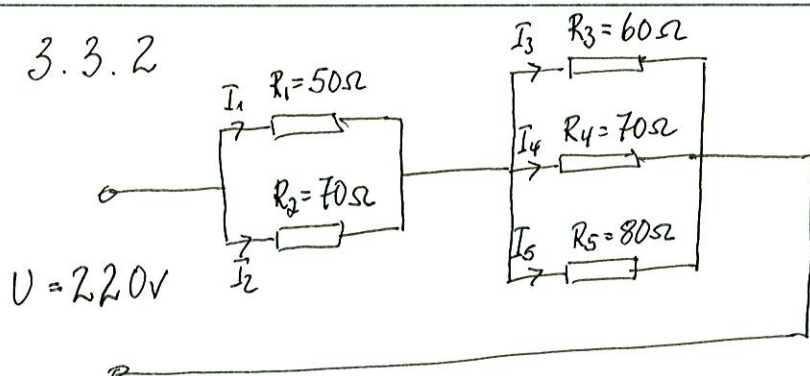 3.3.2
I₁ R₁=50Ω
R₂=70Ω
I₂
U=220v
I₃ R₃=60Ω
I₄ R₄=70Ω
I₅ R₅=80Ω